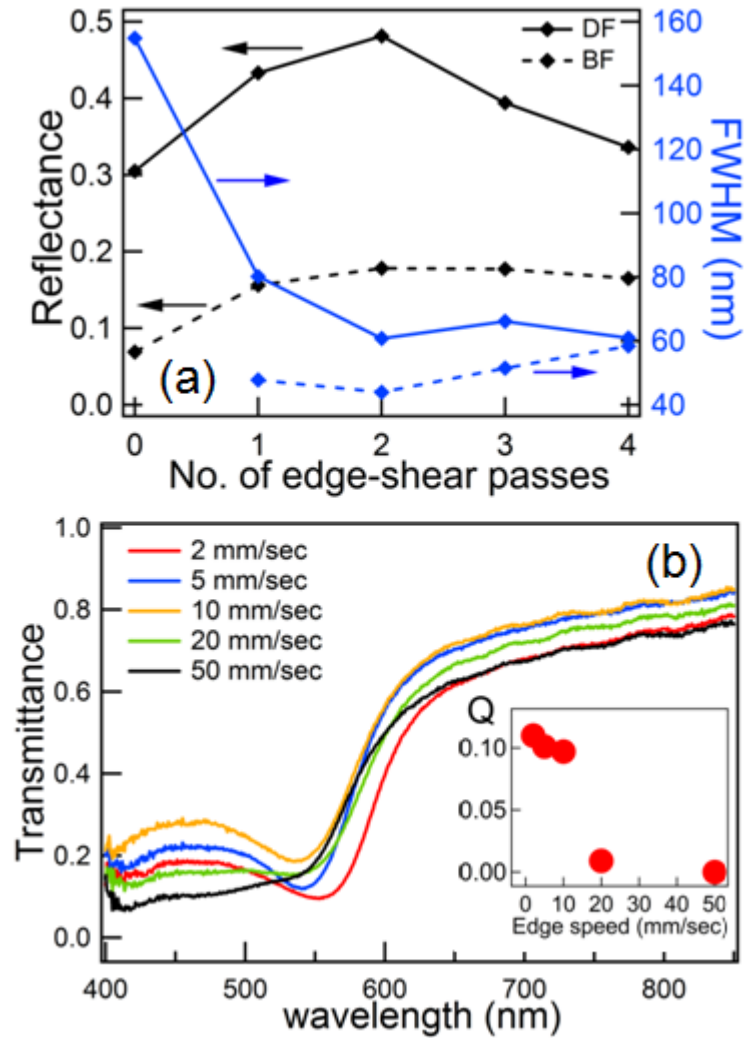 0.5
0.4
0.3
0.2
0.1
0.0
Reflectance
DF
BF
160
140
120
100
80
60
40
FWHM (nm)
(a)
0 1 2 3 4
No. of edge-shear passes
1.0
0.8
0.6
0.4
0.2
0.0
Transmittance
2 mm/sec
5 mm/sec
10 mm/sec
20 mm/sec
50 mm/sec
(b)
Q
0.10
0.05
0.00
0 10 20 30 40 50
Edge speed (mm/sec)
400 500 600 700 800
wavelength (nm)